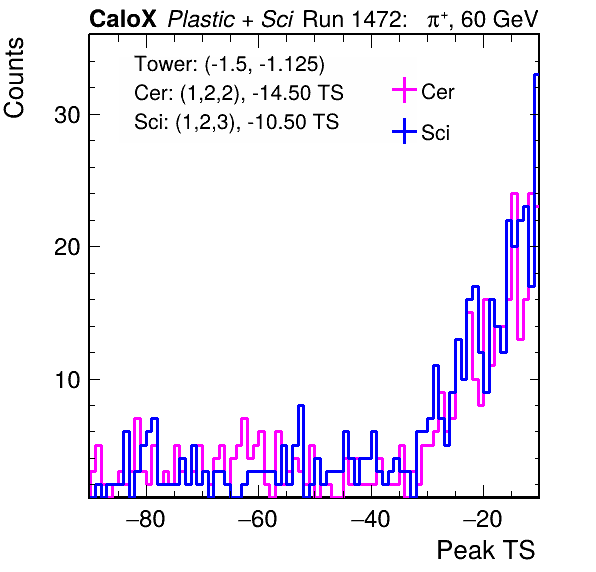 CaloX Plastic + Sci Run 1472: π+, 60 GeV
Counts
Tower: (-1.5, -1.125)
Cer: (1,2,2), -14.50 TS
Sci: (1,2,3), -10.50 TS
Cer
Sci
30
20
10
−80 −60 −40 −20
Peak TS